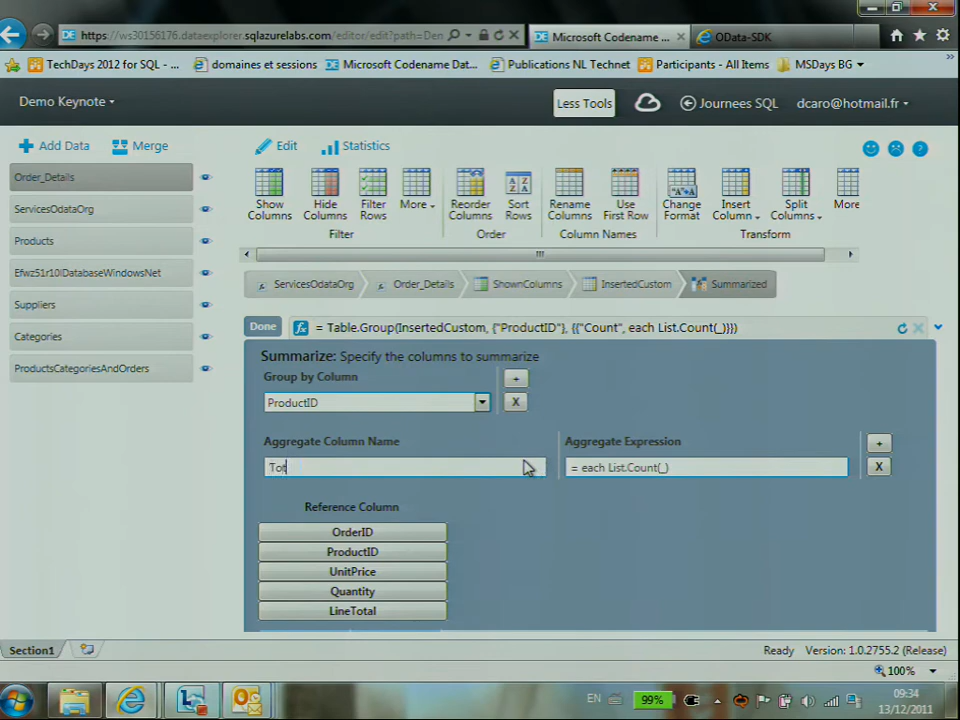 https://ws30156176.dataexplorer.sqlazurelabs.com/editor/edit?path=Den
Microsoft Codename ...
OData-SDK
TechDays 2012 for SQL - ...
domaines et sessions
Microsoft Codename Dat...
Publications NL Technet
Participants - All Items
MSDays BG
Demo Keynote
Less Tools
Journees SQL
dcaro@hotmail.fr
Add Data
Merge
Edit
Statistics
Order_Details
ServicesOdataOrg
Products
Efwz51r10IDatabaseWindowsNet
Suppliers
Categories
ProductsCategoriesAndOrders
Show Columns
Hide Columns
Filter Rows
More
Reorder Columns
Sort Rows
Rename Columns
Use First Row
Change Format
Insert Column
Split Columns
More
Filter
Order
Column Names
Transform
ServicesOdataOrg
Order_Details
ShownColumns
InsertedCustom
Summarized
Done
fx
= Table.Group(InsertedCustom, {"ProductID"}, {{"Count", each List.Count(_)}})
Summarize: Specify the columns to summarize
Group by Column
+
ProductID
X
Aggregate Column Name
Aggregate Expression
+
Tot
= each List.Count(_)
X
Reference Column
OrderID
ProductID
UnitPrice
Quantity
LineTotal
Section1
Ready Version: 1.0.2755.2 (Release)
100%
EN
99%
09:34
13/12/2011